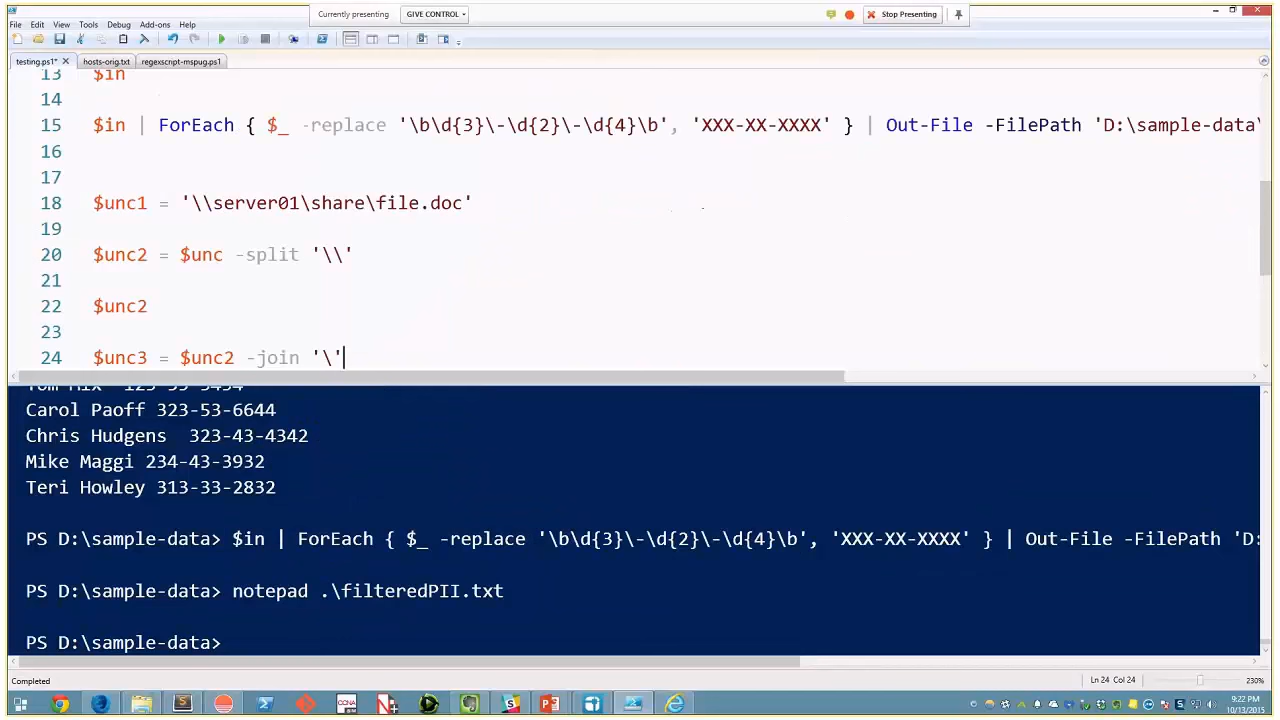 Currently presenting
GIVE CONTROL
Stop Presenting
File Edit View Tools Debug Add-ons Help
testing.ps1* X hosts-orig.txt regexscript-mspug.ps1
13 $in
14
15 $in | ForEach { $_ -replace '\b\d{3}\-\d{2}\-\d{4}\b', 'XXX-XX-XXXX' } | Out-File -FilePath 'D:\sample-data\
16
17
18 $unc1 = '\\server01\share\file.doc'
19
20 $unc2 = $unc -split '\\'
21
22 $unc2
23
24 $unc3 = $unc2 -join '\'
Carol Paoff 323-53-6644
Chris Hudgens  323-43-4342
Mike Maggi 234-43-3932
Teri Howley 313-33-2832
PS D:\sample-data> $in | ForEach { $_ -replace '\b\d{3}\-\d{2}\-\d{4}\b', 'XXX-XX-XXXX' } | Out-File -FilePath 'D:
PS D:\sample-data> notepad .\filteredPII.txt
PS D:\sample-data>
Completed
Ln 24 Col 24
230%
9:22 PM
10/13/2015